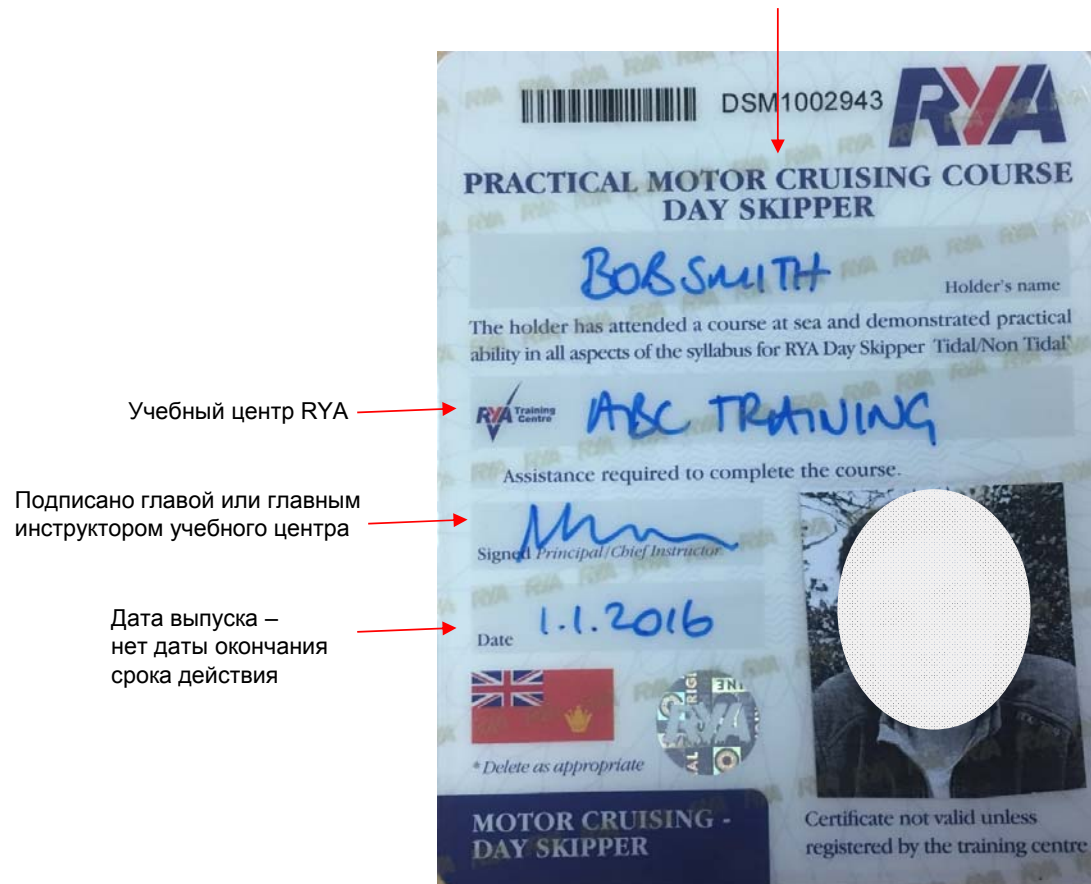 DSM1002943
RYA
PRACTICAL MOTOR CRUISING COURSE
DAY SKIPPER
BOB SMITH
Holder's name
The holder has attended a course at sea and demonstrated practical
ability in all aspects of the syllabus for RYA Day Skipper Tidal/Non Tidal*
Учебный центр RYA
RYA Training
Centre
ABC TRAINING
Assistance required to complete the course.
Подписано главой или главным
инструктором учебного центра
Signed Principal/Chief Instructor
Дата выпуска –
нет даты окончания
срока действия
Date 1.1.2016
RYA
* Delete as appropriate
MOTOR CRUISING -
DAY SKIPPER
Certificate not valid unless
registered by the training centre